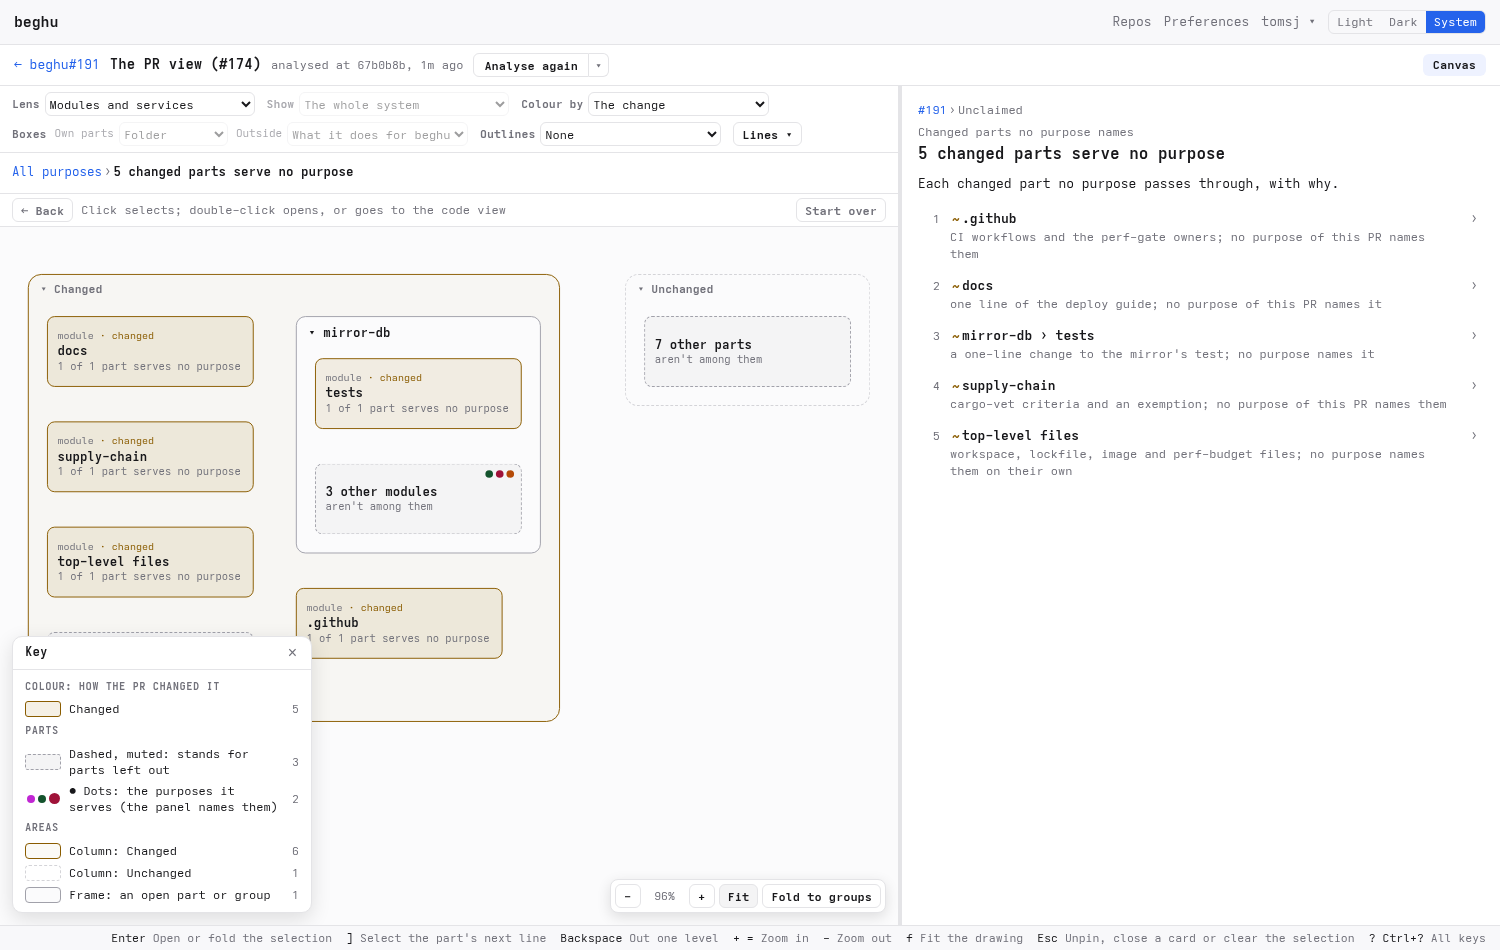 beghu
Repos Preferences tomsj ▾ Light Dark System
← beghu#191 The PR view (#174) analysed at 67b0b8b, 1m ago Analyse again ▾ Canvas
Lens Modules and services Show The whole system Colour by The change
Boxes Own parts Folder Outside What it does for beghu Outlines None Lines ▾
All purposes › 5 changed parts serve no purpose
← Back Click selects; double-click opens, or goes to the code view Start over
▾ Changed
module · changed
docs
1 of 1 part serves no purpose
module · changed
supply-chain
1 of 1 part serves no purpose
module · changed
top-level files
1 of 1 part serves no purpose
▾ mirror-db
module · changed
tests
1 of 1 part serves no purpose
3 other modules
aren't among them
module · changed
.github
1 of 1 part serves no purpose
▾ Unchanged
7 other parts
aren't among them
Key ×
COLOUR: HOW THE PR CHANGED IT
Changed 5
PARTS
Dashed, muted: stands for
parts left out 3
● Dots: the purposes it
serves (the panel names them) 2
AREAS
Column: Changed 6
Column: Unchanged 1
Frame: an open part or group 1
− 96% + Fit Fold to groups
#191 › Unclaimed
Changed parts no purpose names
5 changed parts serve no purpose
Each changed part no purpose passes through, with why.
1 ~ .github ›
CI workflows and the perf-gate owners; no purpose of this PR names
them
2 ~ docs ›
one line of the deploy guide; no purpose of this PR names it
3 ~ mirror-db › tests ›
a one-line change to the mirror's test; no purpose names it
4 ~ supply-chain ›
cargo-vet criteria and an exemption; no purpose of this PR names them
5 ~ top-level files ›
workspace, lockfile, image and perf-budget files; no purpose names
them on their own
Enter Open or fold the selection ] Select the part's next line Backspace Out one level + = Zoom in − Zoom out f Fit the drawing Esc Unpin, close a card or clear the selection ? Ctrl+? All keys